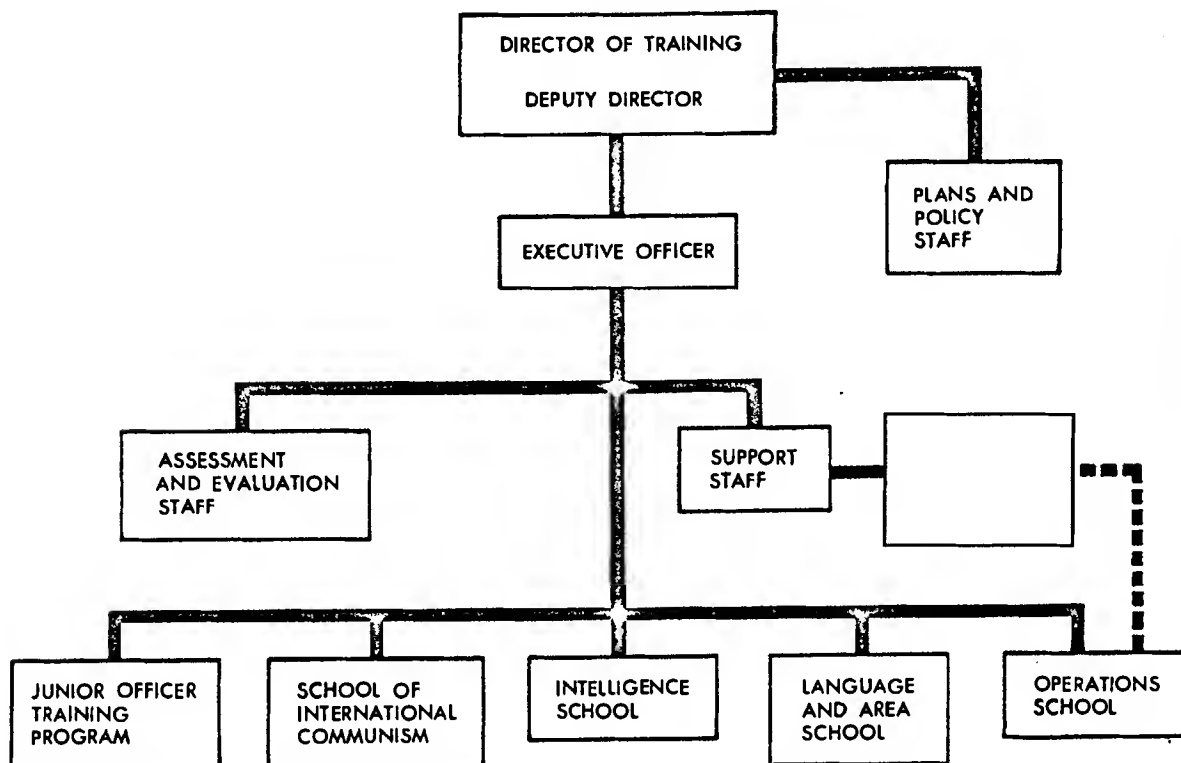 DIRECTOR OF TRAINING
DEPUTY DIRECTOR
PLANS AND
POLICY
STAFF
EXECUTIVE OFFICER
ASSESSMENT
AND EVALUATION
STAFF
SUPPORT
STAFF
JUNIOR OFFICER
TRAINING
PROGRAM
SCHOOL OF
INTERNATIONAL
COMMUNISM
INTELLIGENCE
SCHOOL
LANGUAGE
AND AREA
SCHOOL
OPERATIONS
SCHOOL